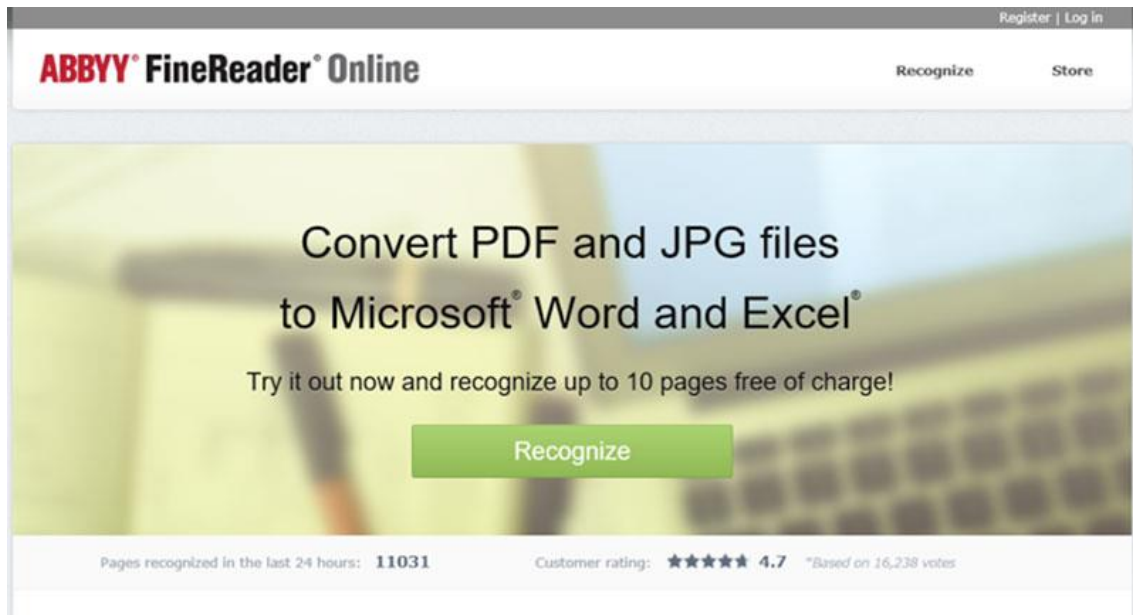 Register | Log in
ABBYY® FineReader® Online
Recognize Store
Convert PDF and JPG files
to Microsoft® Word and Excel®
Try it out now and recognize up to 10 pages free of charge!
Recognize
Pages recognized in the last 24 hours: 11031 Customer rating: 4.7 *Based on 16,238 votes